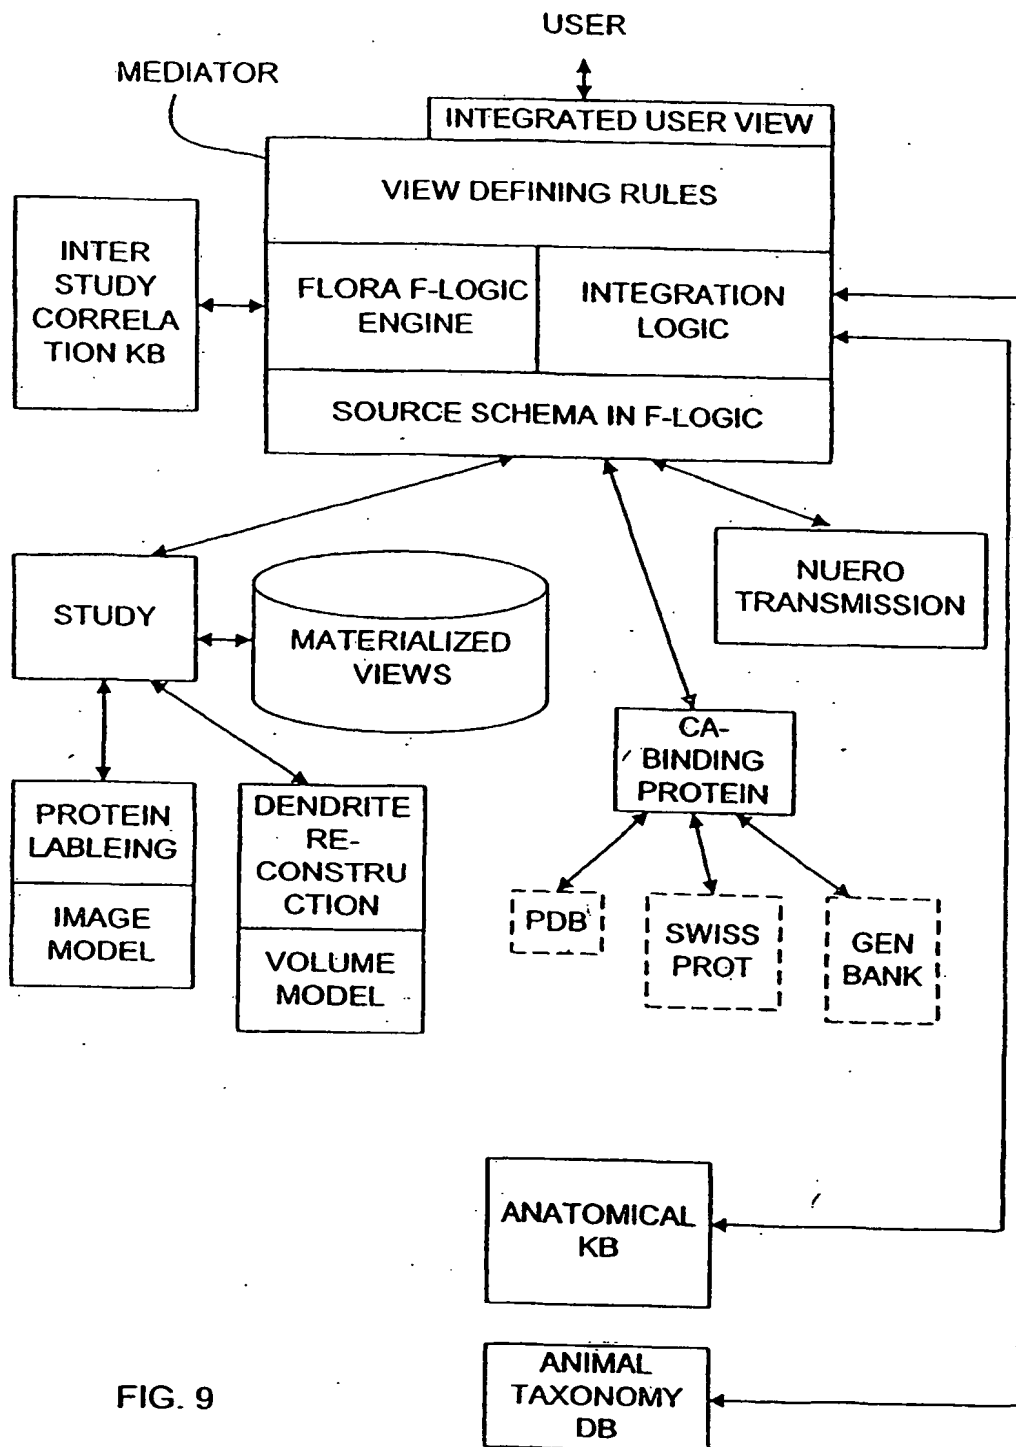 USER
MEDIATOR
INTEGRATED USER VIEW
VIEW DEFINING RULES
INTER
STUDY
CORRELA
TION KB
FLORA F-LOGIC
ENGINE
INTEGRATION
LOGIC
SOURCE SCHEMA IN F-LOGIC
STUDY
MATERIALIZED
VIEWS
NUERO
TRANSMISSION
CA-
BINDING
PROTEIN
PROTEIN
LABLEING
IMAGE
MODEL
DENDRITE
RE-
CONSTRU
CTION
VOLUME
MODEL
PDB
SWISS
PROT
GEN
BANK
ANATOMICAL
KB
ANIMAL
TAXONOMY
DB
FIG. 9